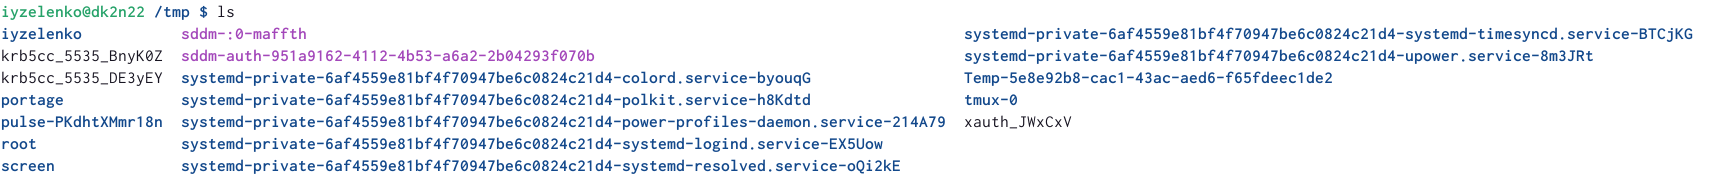 iyzelenko@dk2n22 /tmp $ ls
iyzelenko sddm-:0-maffth systemd-private-6af4559e81bf4f70947be6c0824c21d4-systemd-timesyncd.service-BTCjKG
krb5cc_5535_BnyK0Z sddm-auth-951a9162-4112-4b53-a6a2-2b04293f070b systemd-private-6af4559e81bf4f70947be6c0824c21d4-upower.service-8m3JRt
krb5cc_5535_DE3yEY systemd-private-6af4559e81bf4f70947be6c0824c21d4-colord.service-byouqG Temp-5e8e92b8-cac1-43ac-aed6-f65fdeec1de2
portage systemd-private-6af4559e81bf4f70947be6c0824c21d4-polkit.service-h8Kdtd tmux-0
pulse-PKdhtXMmr18n systemd-private-6af4559e81bf4f70947be6c0824c21d4-power-profiles-daemon.service-214A79 xauth_JWxCxV
root systemd-private-6af4559e81bf4f70947be6c0824c21d4-systemd-logind.service-EX5Uow
screen systemd-private-6af4559e81bf4f70947be6c0824c21d4-systemd-resolved.service-oQi2kE